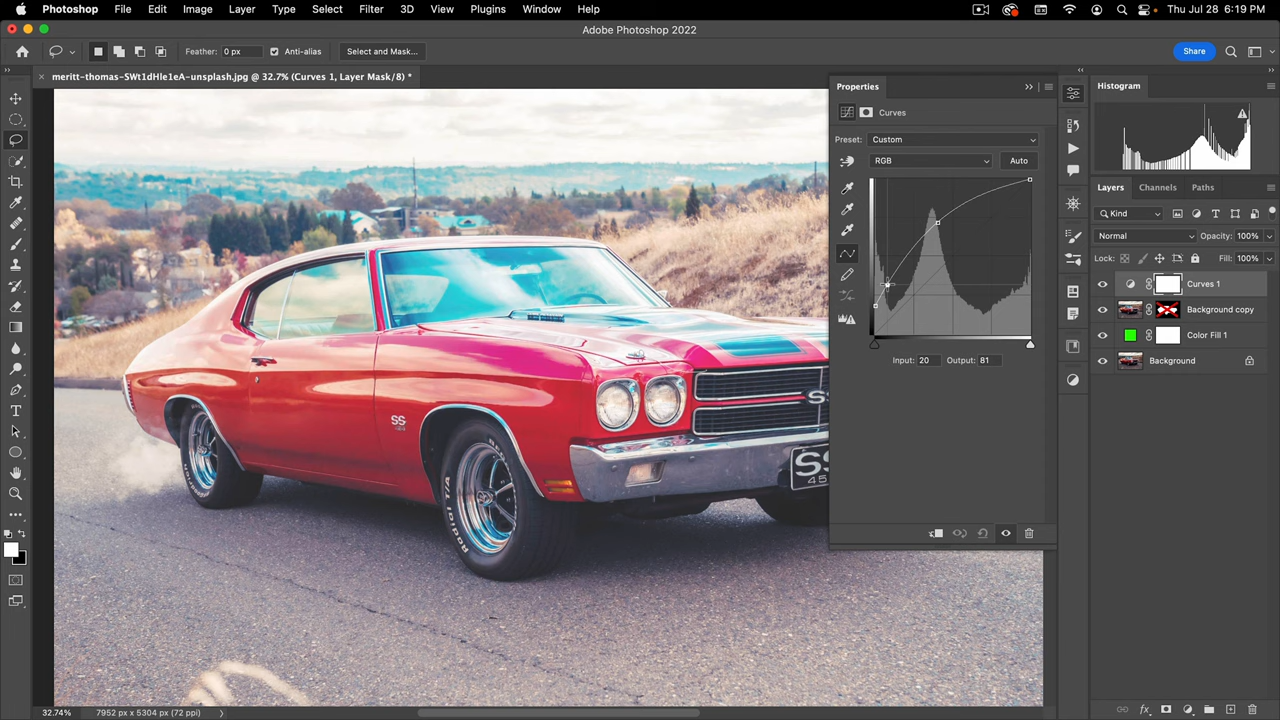 Photoshop File Edit Image Layer Type Select Filter 3D View Plugins Window Help Thu Jul 28 6:19 PM
Adobe Photoshop 2022
Feather: 0 px Anti-alias Select and Mask... Share
meritt-thomas-SWt1dHle1eA-unsplash.jpg @ 32.7% (Curves 1, Layer Mask/8) *
Properties
Curves
Preset: Custom
RGB Auto
Input: 20 Output: 81
Histogram
Layers Channels Paths
Kind
Normal Opacity: 100%
Lock: Fill: 100%
Curves 1
Background copy
Color Fill 1
Background
SS
SS
SS
45
Radial T/A
32.74% 7952 px x 5304 px (72 ppi)